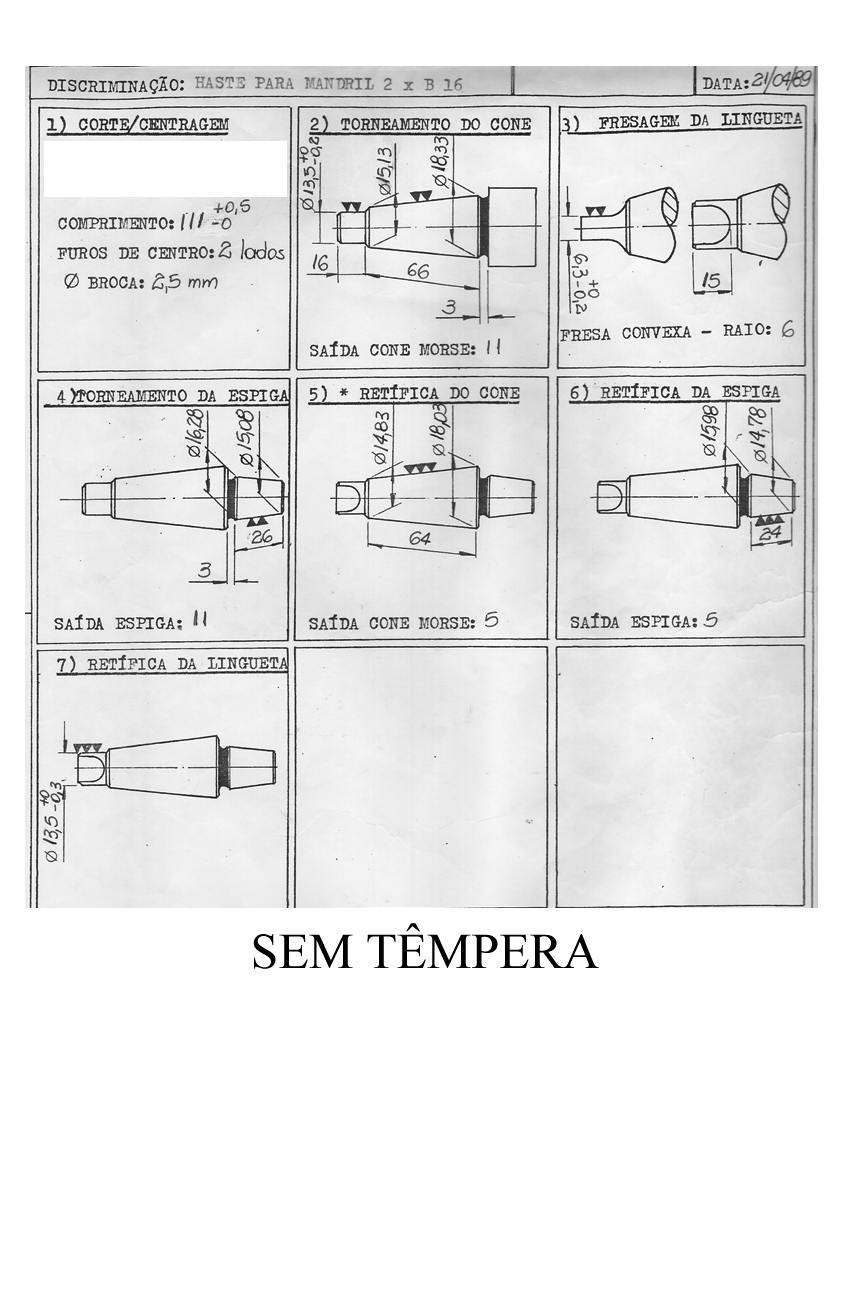 DISCRIMINAÇÃO: HASTE PARA MANDRIL 2 x B 16
DATA: 21/04/89
1) CORTE/CENTRAGEM
COMPRIMENTO: 111 +0,5 -0
FUROS DE CENTRO: 2 lados
Ø BROCA: 2,5 mm
2) TORNEAMENTO DO CONE
Ø13,5 +0 -0,2
Ø15,13
Ø18,33
16
66
3
SAÍDA CONE MORSE: 11
3) FRESAGEM DA LINGUETA
6,3 +0 -0,2
15
FRESA CONVEXA - RAIO: 6
4) TORNEAMENTO DA ESPIGA
Ø16,28
Ø15,08
26
3
SAÍDA ESPIGA: 11
5) * RETÍFICA DO CONE
Ø14,83
Ø18,03
64
SAÍDA CONE MORSE: 5
6) RETÍFICA DA ESPIGA
Ø15,98
Ø14,78
24
SAÍDA ESPIGA: 5
7) RETÍFICA DA LINGUETA
Ø13,5 +0 -0,3
SEM TÊMPERA